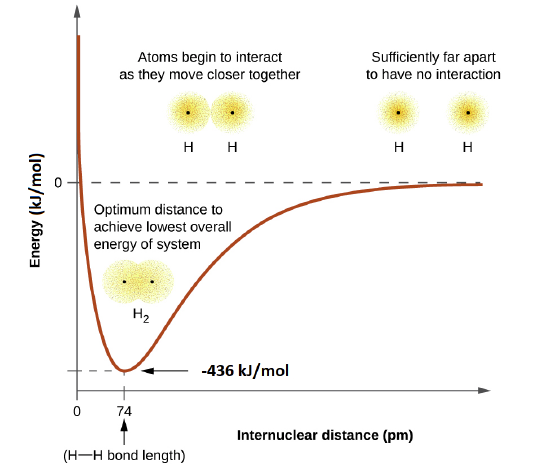 Atoms begin to interact
as they move closer together
Sufficiently far apart
to have no interaction
H H
H H
Energy (kJ/mol)
0
Optimum distance to
achieve lowest overall
energy of system
H₂
-436 kJ/mol
0 74
Internuclear distance (pm)
(H—H bond length)